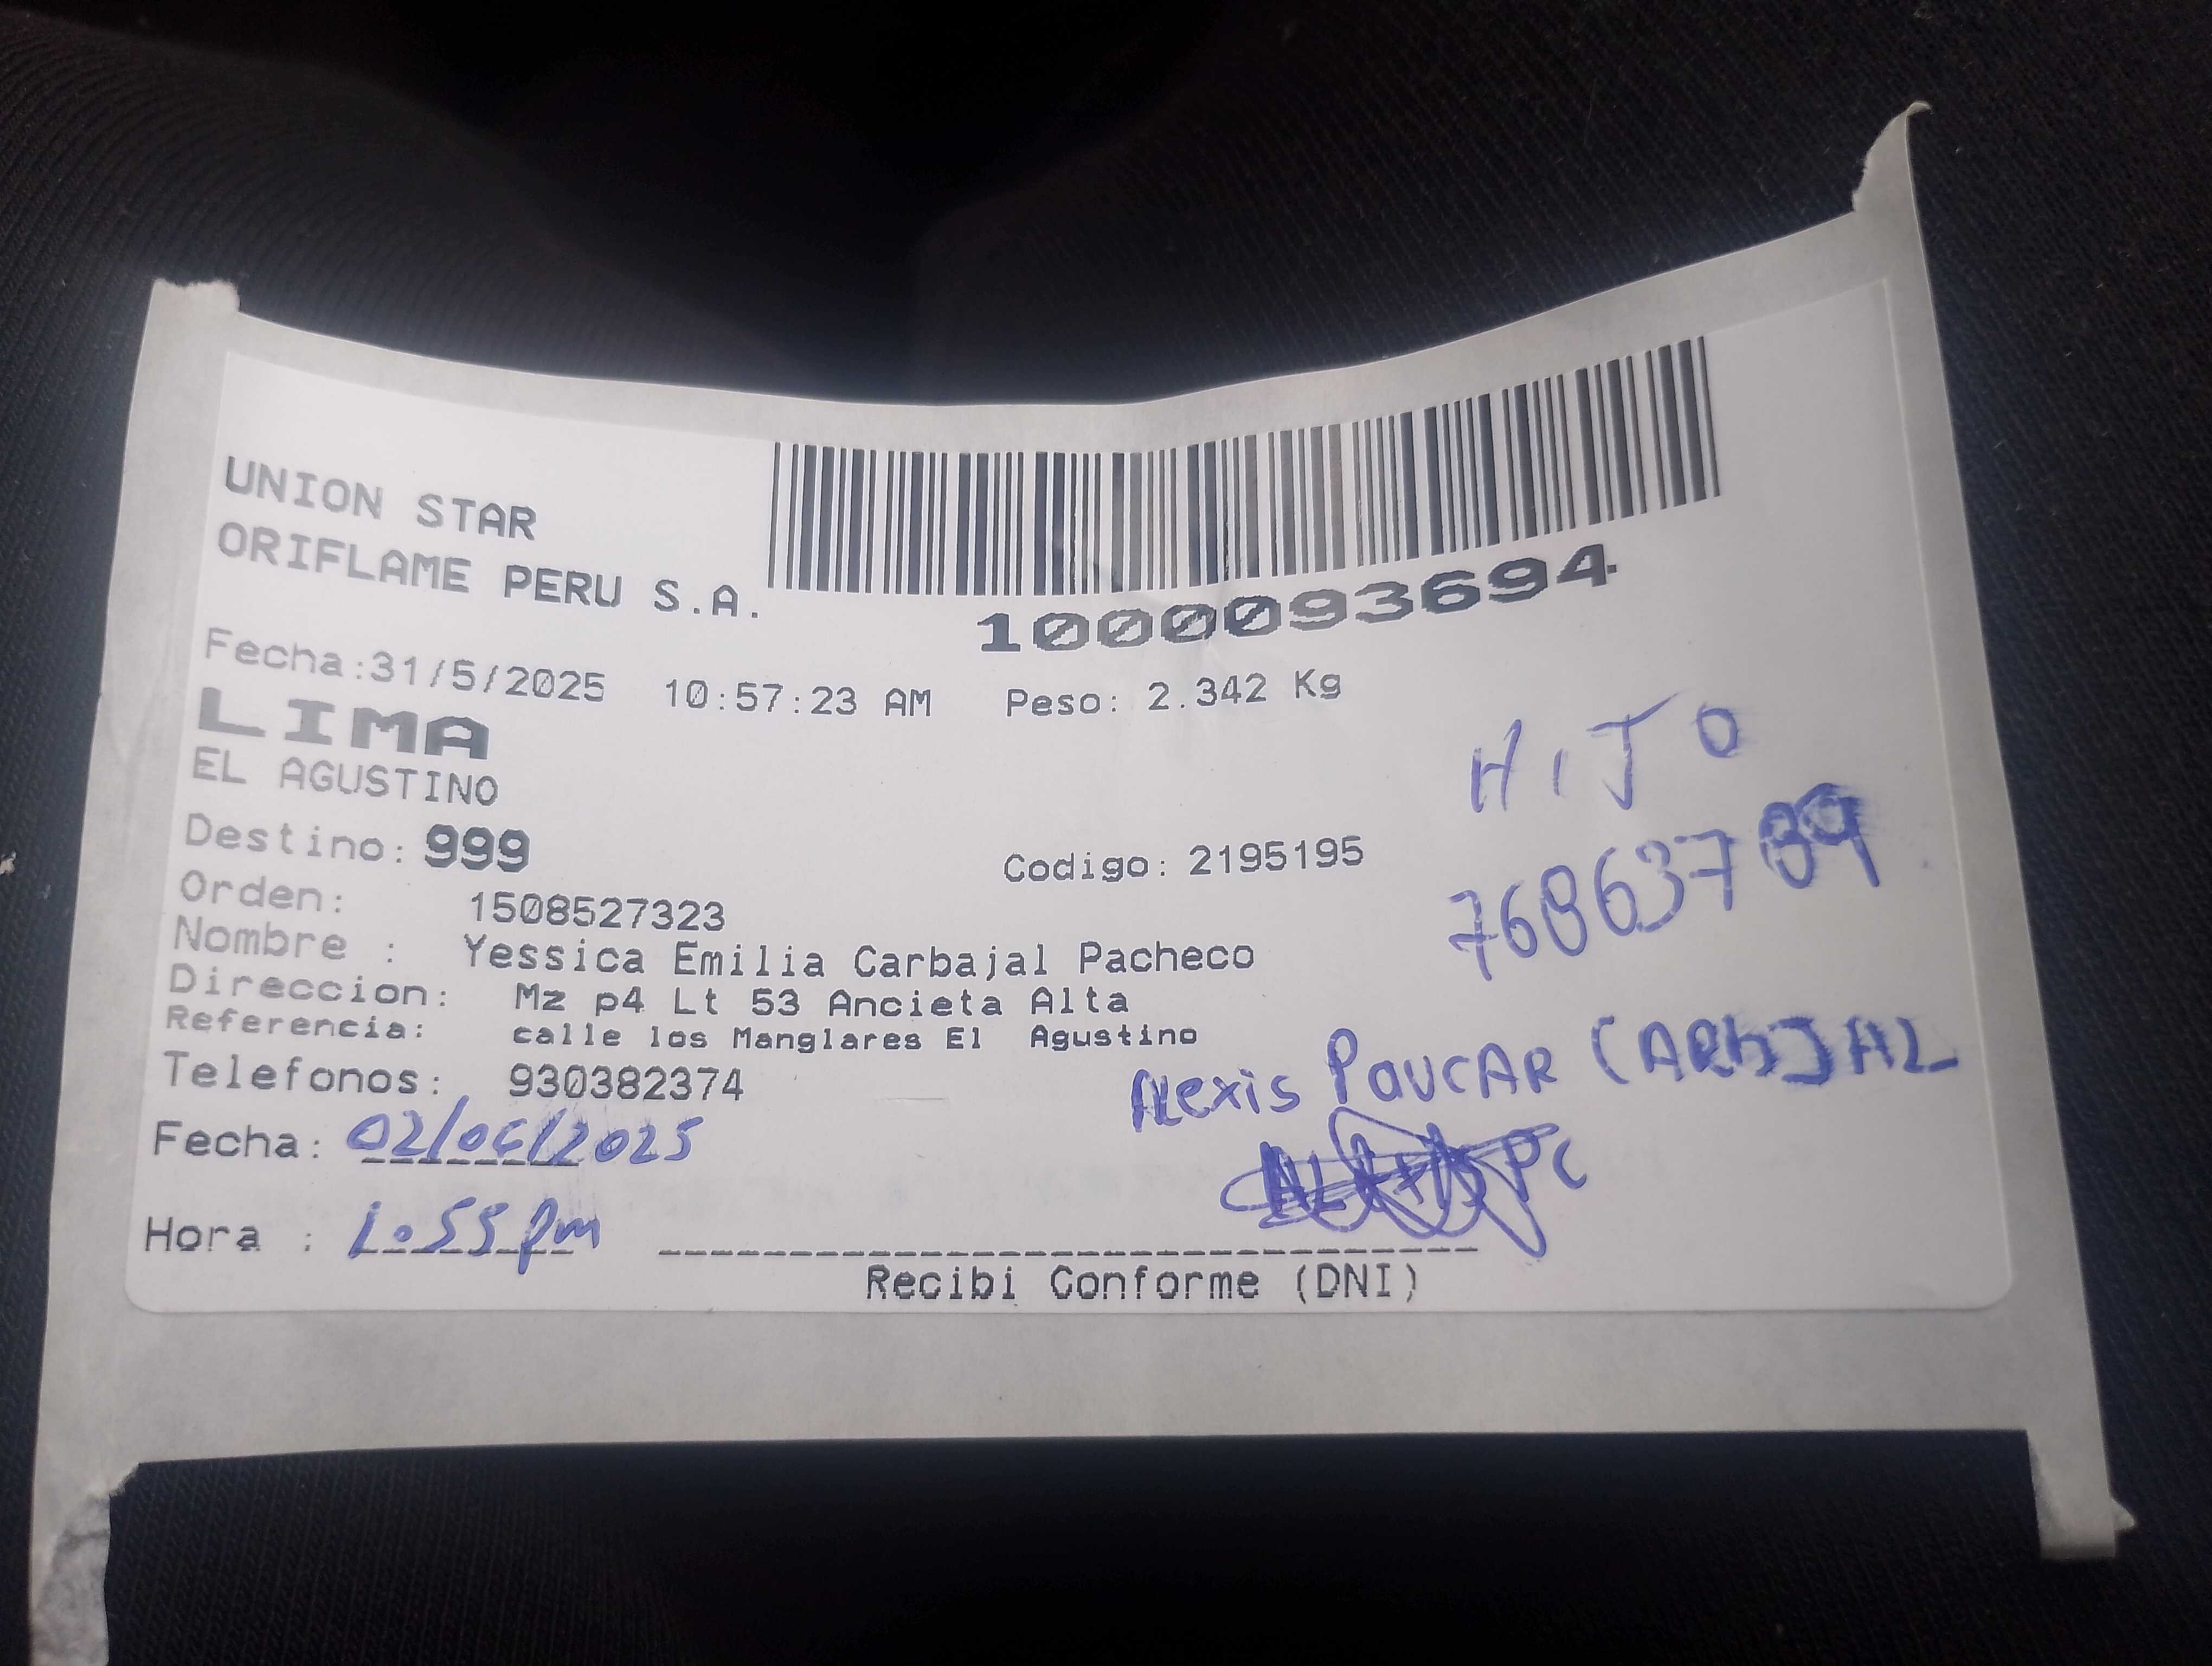 UNION STAR
ORIFLAME PERU S.A.
1000093694
Fecha:31/5/2025 10:57:23 AM Peso: 2.342 Kg
LIMA
EL AGUSTINO
HIJO
Destino: 999 Codigo: 2195195
768637
Orden: 1508527323
Nombre : Yessica Emilia Carbajal Pacheco
Direccion: Mz p4 Lt 53 Ancieta Alta
Referencia: calle los Manglares El Agustino
Telefonos: 930382374
Alexis PauCAR CARbJAL
Fecha: 02/06/2025
PC
Hora : 1.55 pm
Recibi Conforme (DNI)